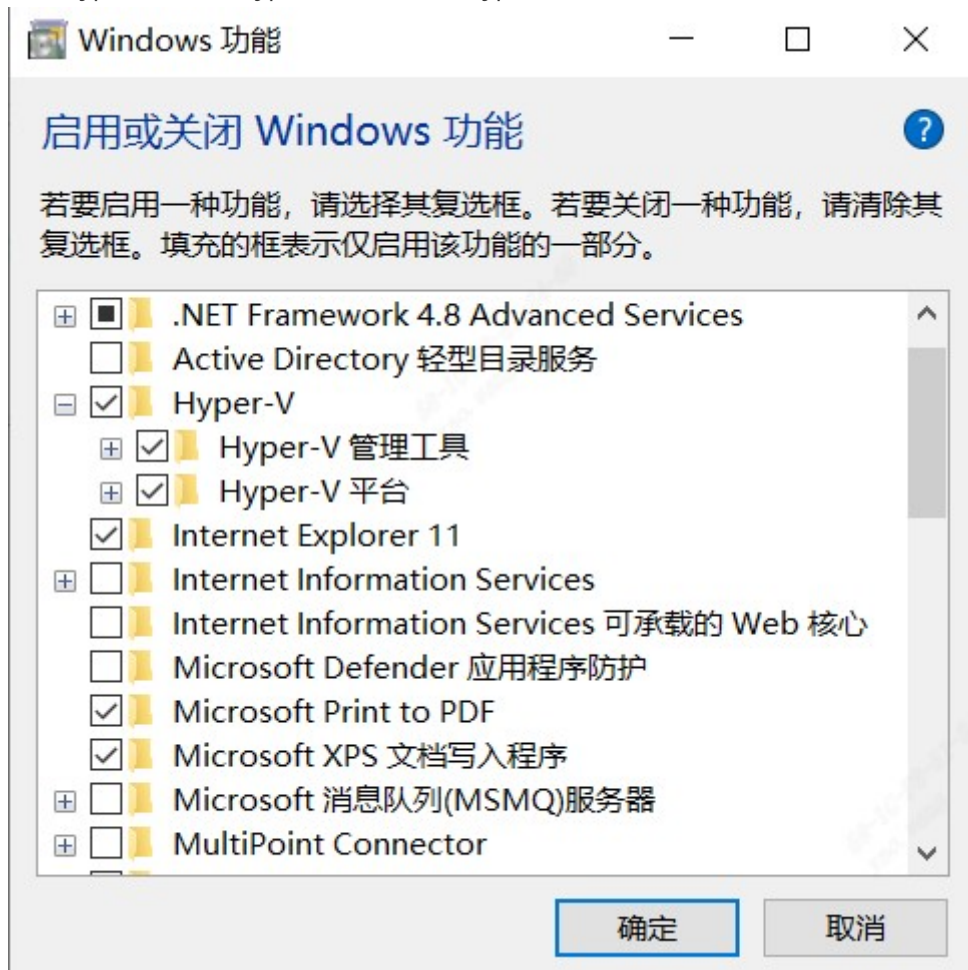 Windows 功能
启用或关闭 Windows 功能
若要启用一种功能，请选择其复选框。若要关闭一种功能，请清除其
复选框。填充的框表示仅启用该功能的一部分。
.NET Framework 4.8 Advanced Services
Active Directory 轻型目录服务
Hyper-V
Hyper-V 管理工具
Hyper-V 平台
Internet Explorer 11
Internet Information Services
Internet Information Services 可承载的 Web 核心
Microsoft Defender 应用程序防护
Microsoft Print to PDF
Microsoft XPS 文档写入程序
Microsoft 消息队列(MSMQ)服务器
MultiPoint Connector
确定
取消